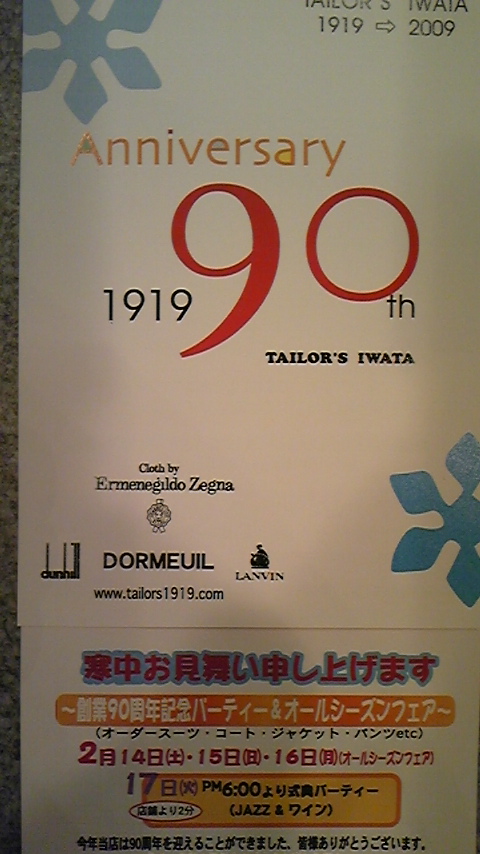 TAILOR'S IWATA
1919 ⇨ 2009
Anniversary
1919 90th
TAILOR'S IWATA
Cloth by
Ermenegildo Zegna
dunhill DORMEUIL LANVIN
www.tailors1919.com
寒中お見舞い申し上げます
～創業90周年記念パーティー&オールシーズンフェア～
(オーダースーツ・コート・ジャケット・パンツetc)
2月14日(土)・15日(日)・16日(月)(オールシーズンフェア)
17日(火) PM6:00より式典パーティー
店舗より2分 (JAZZ & ワイン)
今年当店は90周年を迎えることができました、皆様ありがとうございます。